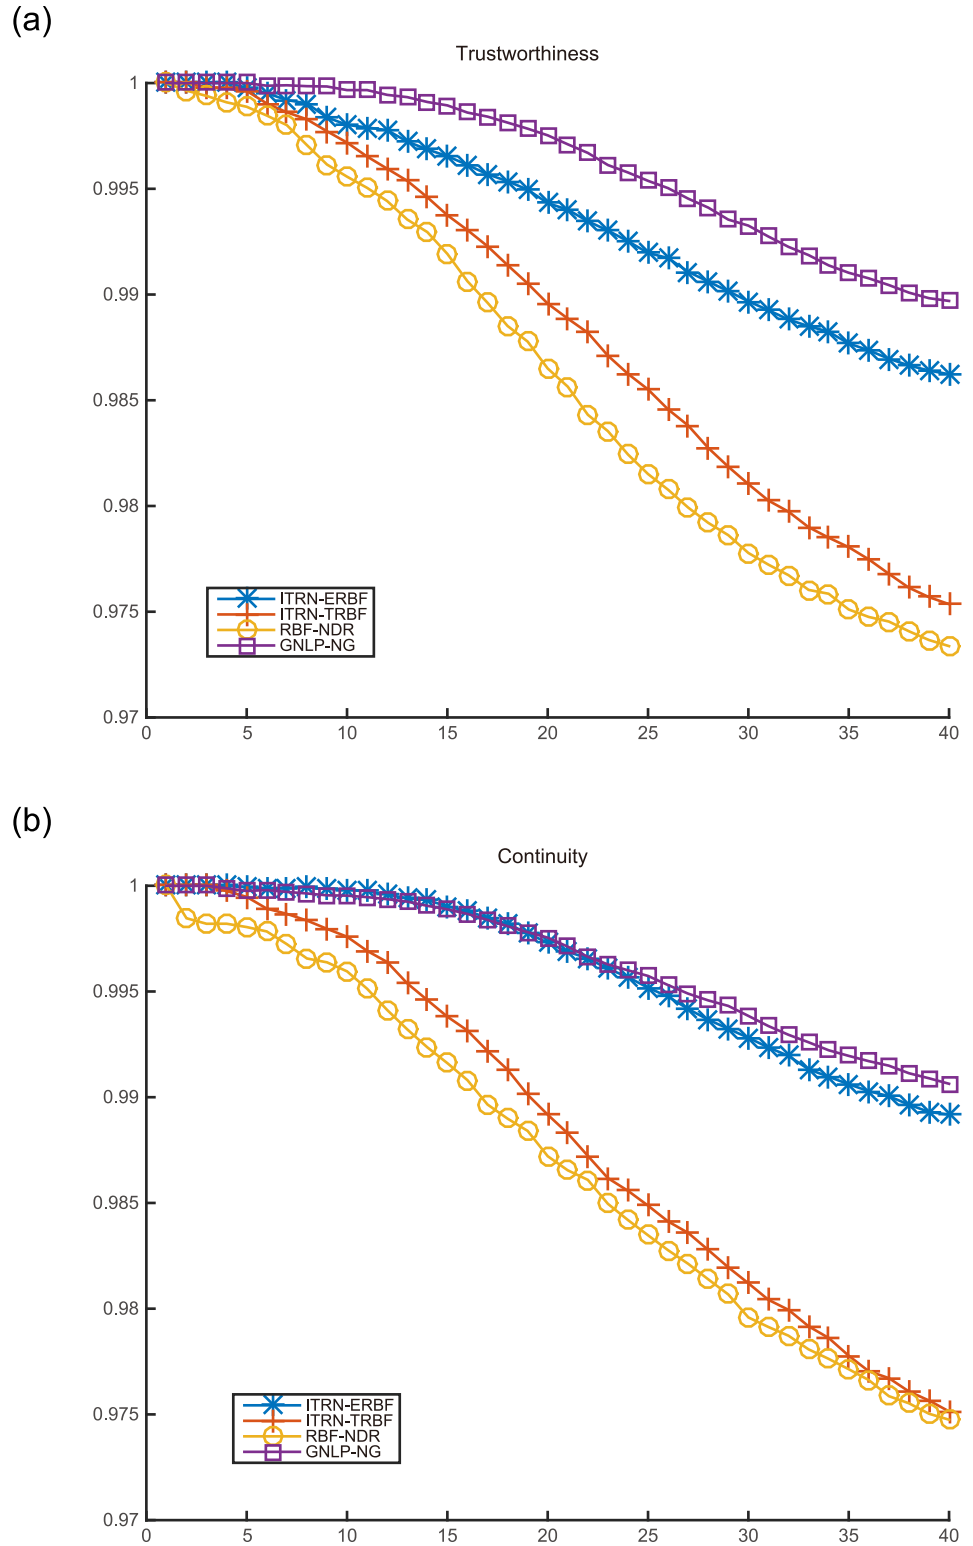 (a)
Trustworthiness
1
0.995
0.99
0.985
0.98
0.975
0.97
ITRN-ERBF
ITRN-TRBF
RBF-NDR
GNLP-NG
0 5 10 15 20 25 30 35 40
(b)
Continuity
1
0.995
0.99
0.985
0.98
0.975
0.97
ITRN-ERBF
ITRN-TRBF
RBF-NDR
GNLP-NG
0 5 10 15 20 25 30 35 40